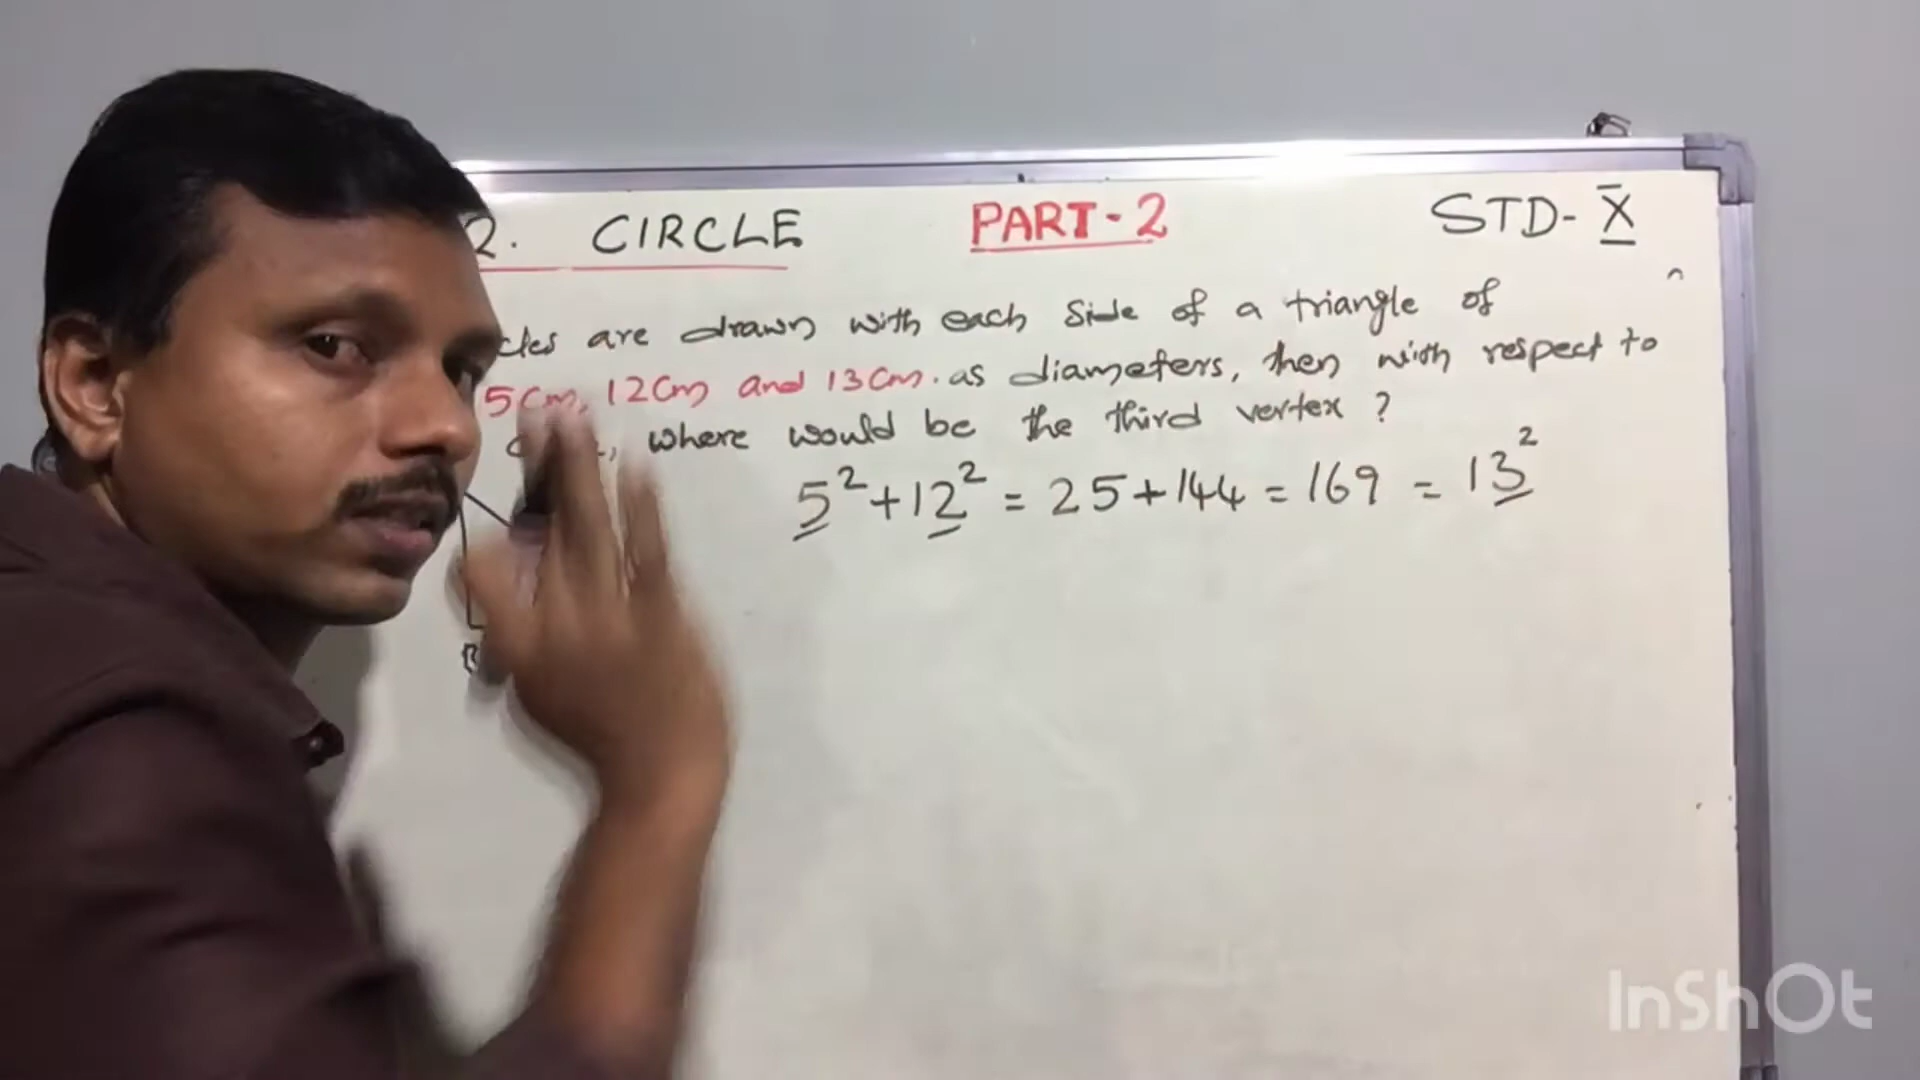 2. CIRCLE PART-2 STD-X
cles are drawn with each side of a triangle of
5cm, 12cm and 13cm. as diameters, then with respect to
, where would be the third vertex ?
5²+12² = 25+144 = 169 = 13²
B
InShOt